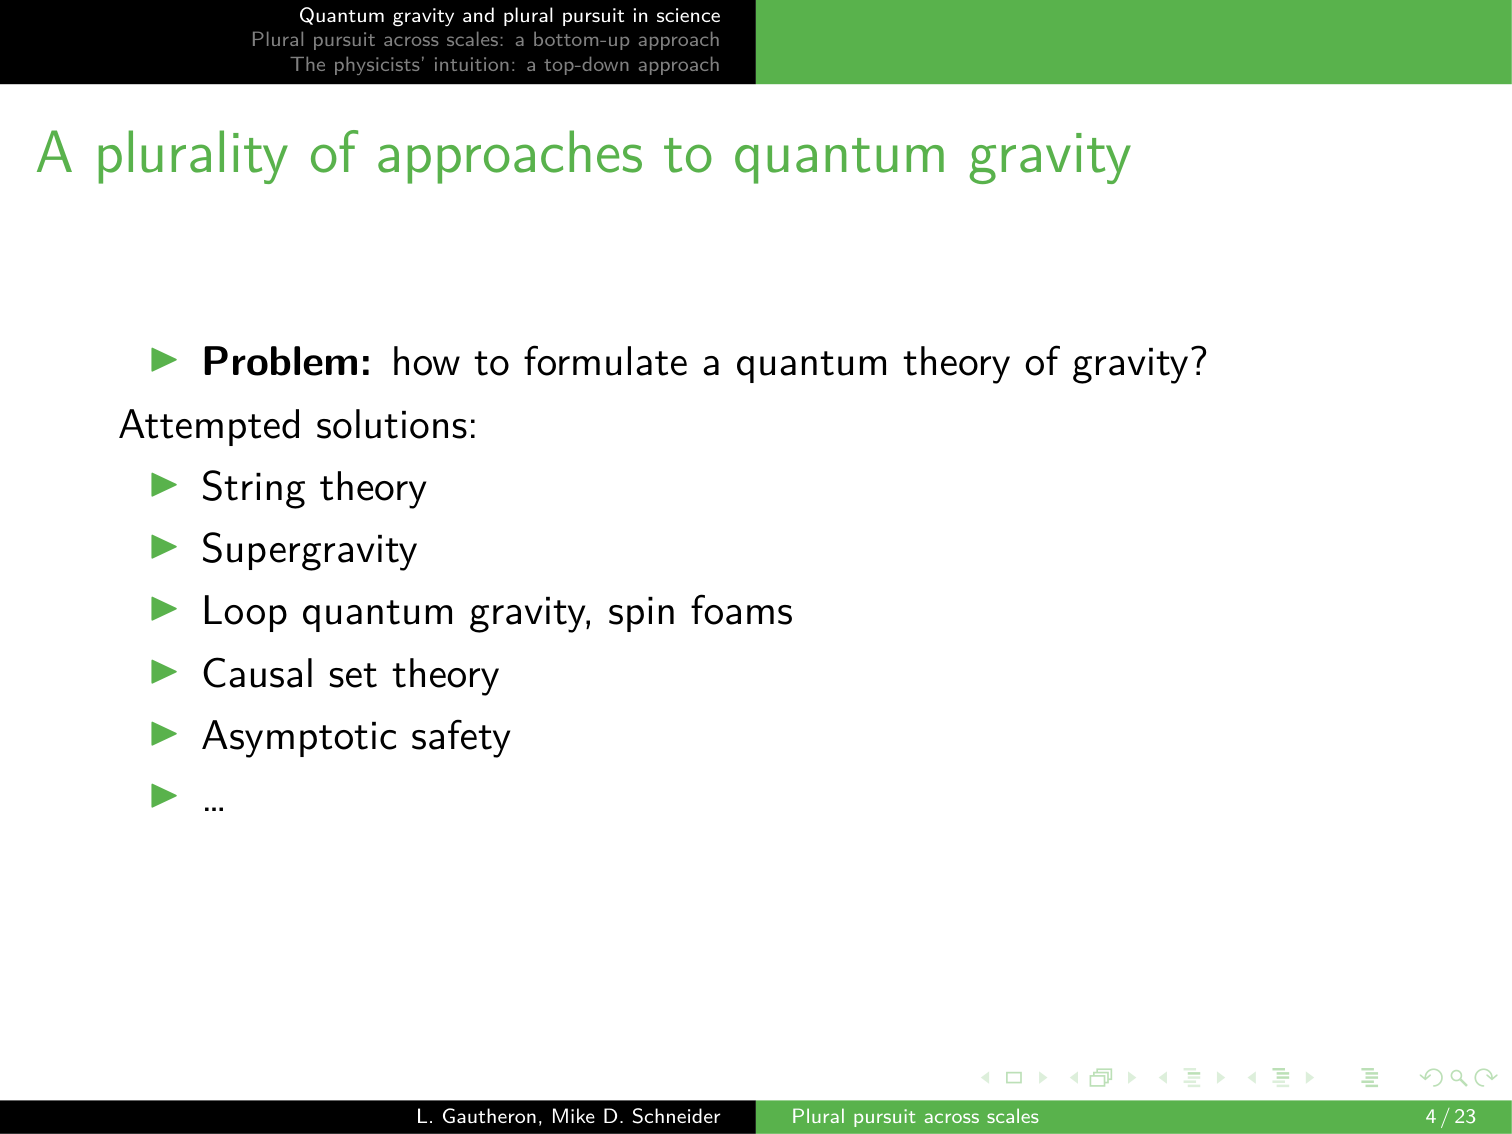 Quantum gravity and plural pursuit in science
Plural pursuit across scales: a bottom-up approach
The physicists' intuition: a top-down approach
A plurality of approaches to quantum gravity
Problem: how to formulate a quantum theory of gravity?
Attempted solutions:
String theory
Supergravity
Loop quantum gravity, spin foams
Causal set theory
Asymptotic safety
...
L. Gautheron, Mike D. Schneider
Plural pursuit across scales
4 / 23